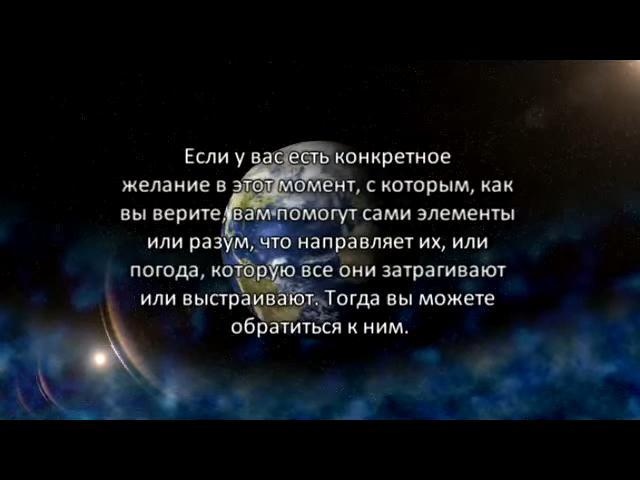 Если у вас есть конкретное
желание в этот момент, с которым, как
вы верите, вам помогут сами элементы
или разум, что направляет их, или
погода, которую все они затрагивают
или выстраивают. Тогда вы можете
обратиться к ним.